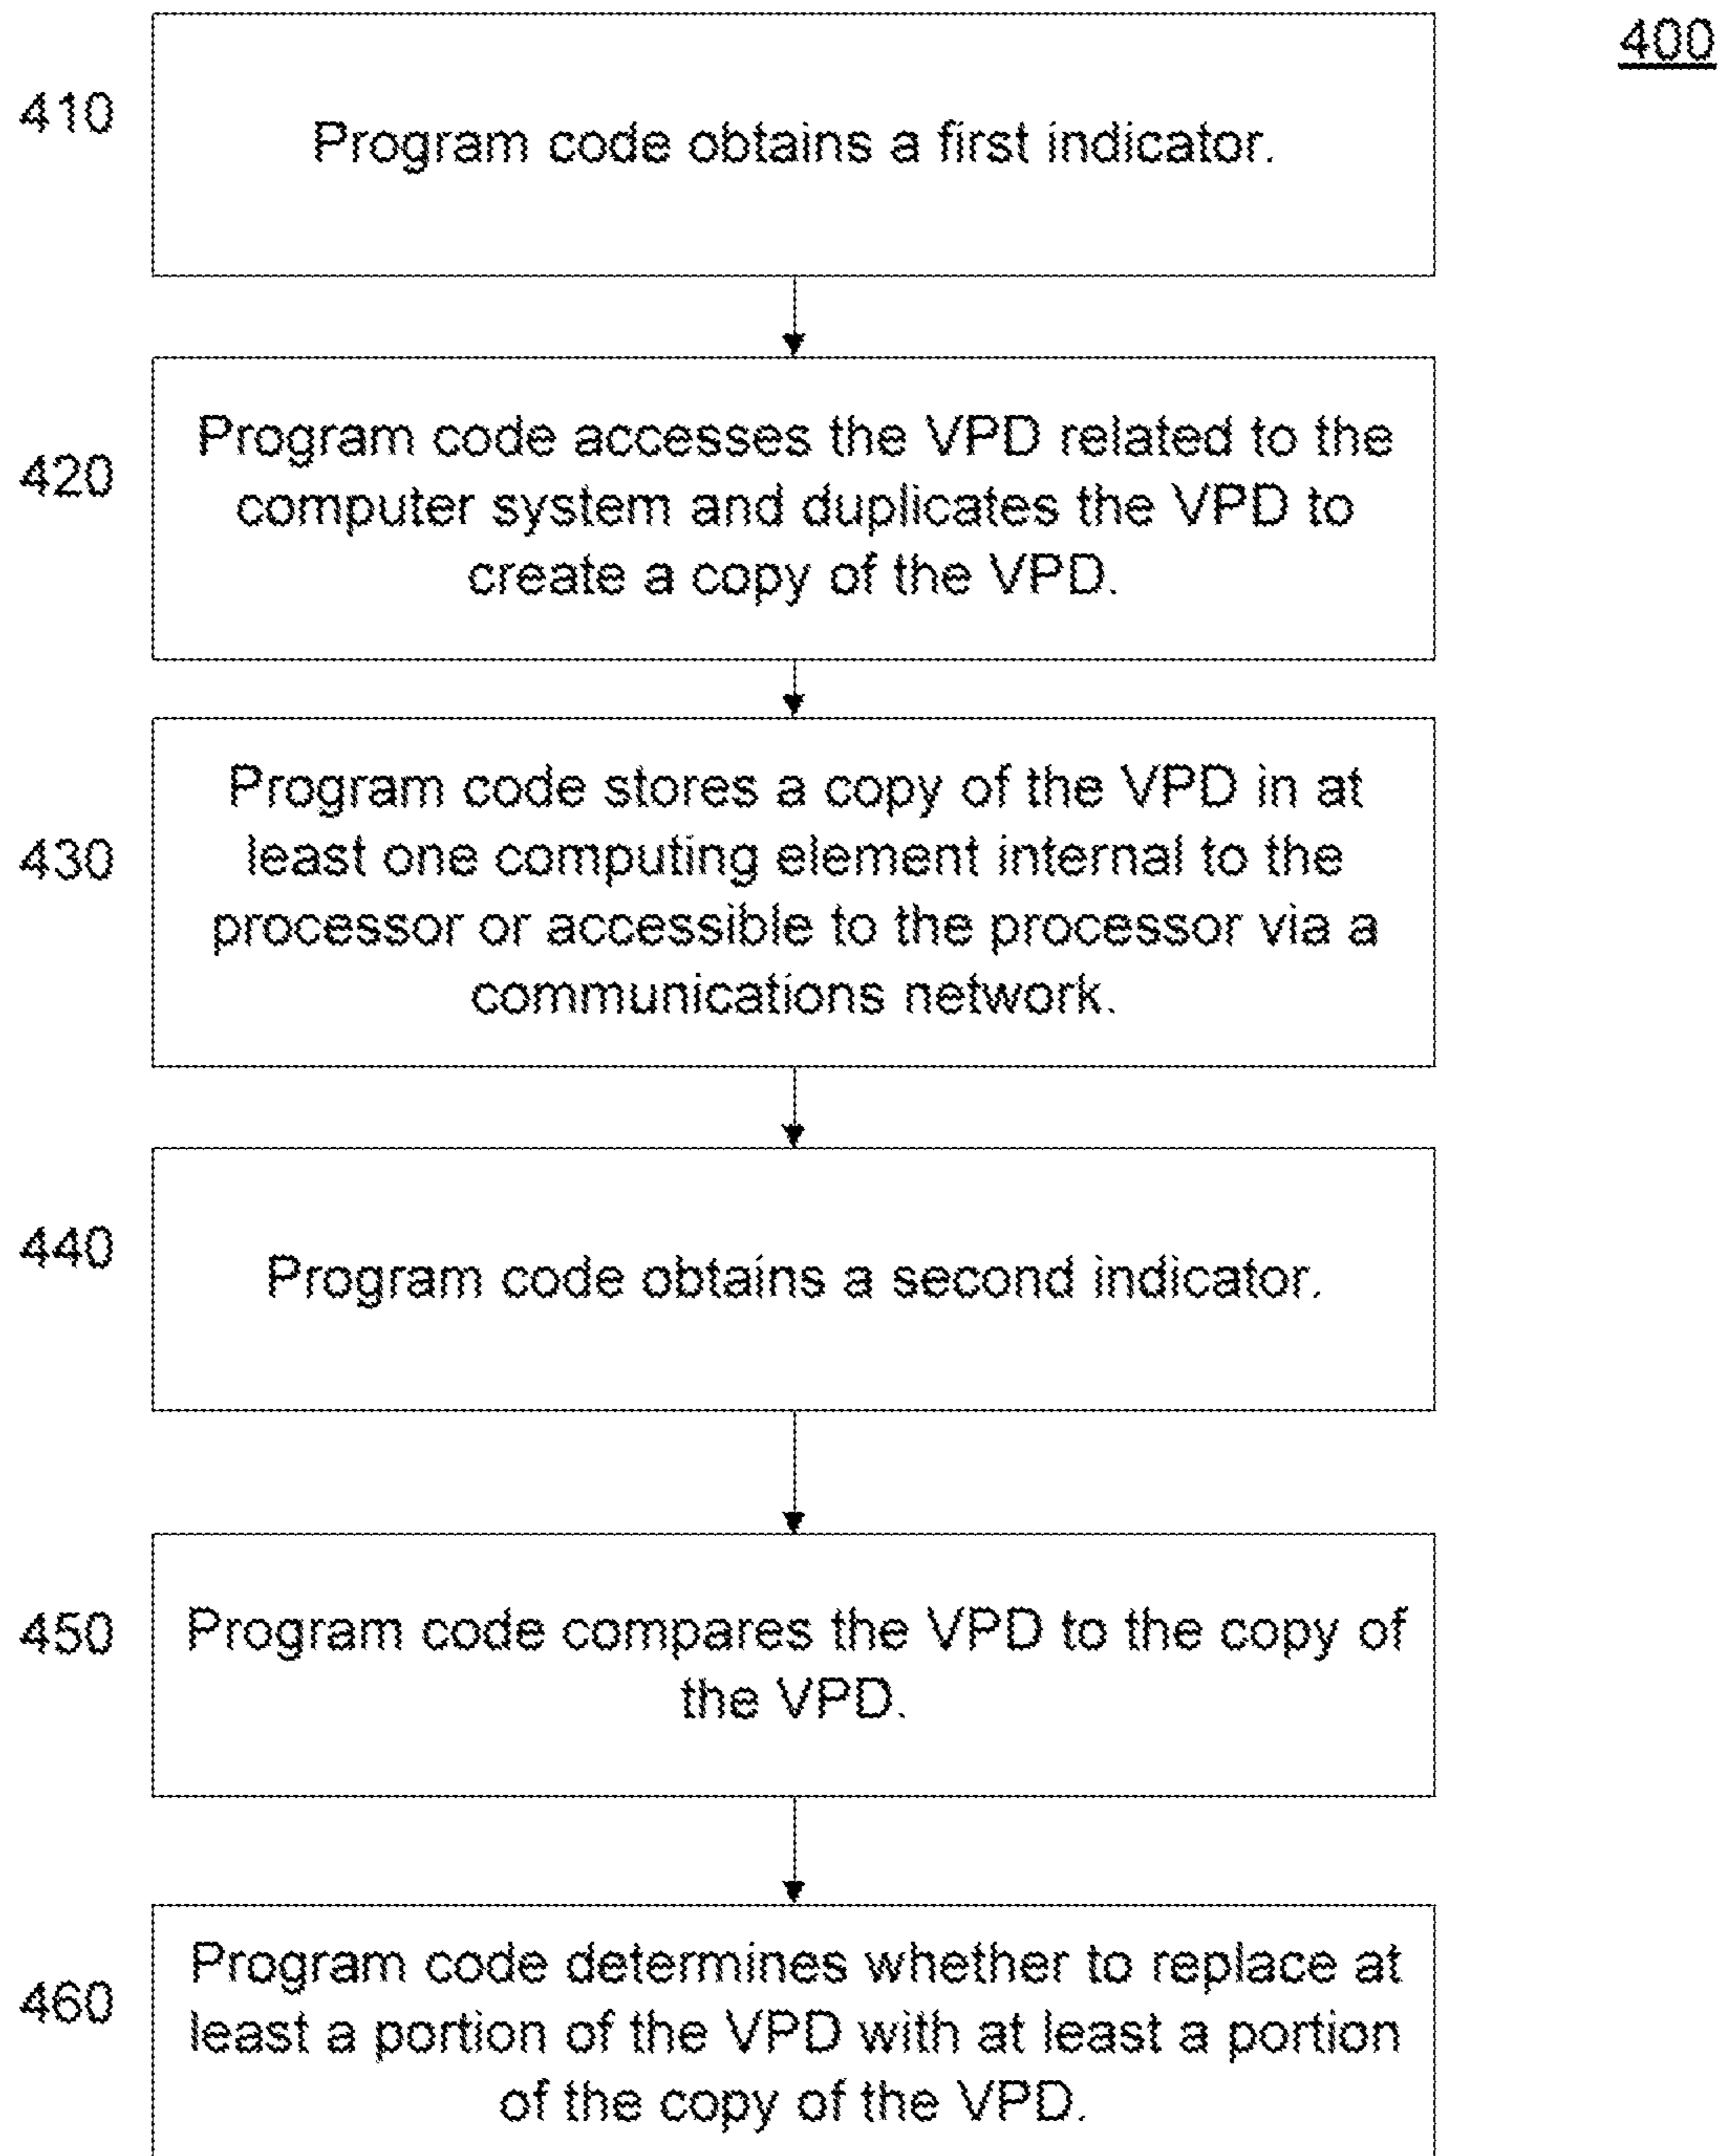 400
410
Program code obtains a first indicator.
420
Program code accesses the VPD related to the
computer system and duplicates the VPD to
create a copy of the VPD.
430
Program code stores a copy of the VPD in at
least one computing element internal to the
processor or accessible to the processor via a
communications network.
440
Program code obtains a second indicator.
450
Program code compares the VPD to the copy of
the VPD.
460
Program code determines whether to replace at
least a portion of the VPD with at least a portion
of the copy of the VPD.